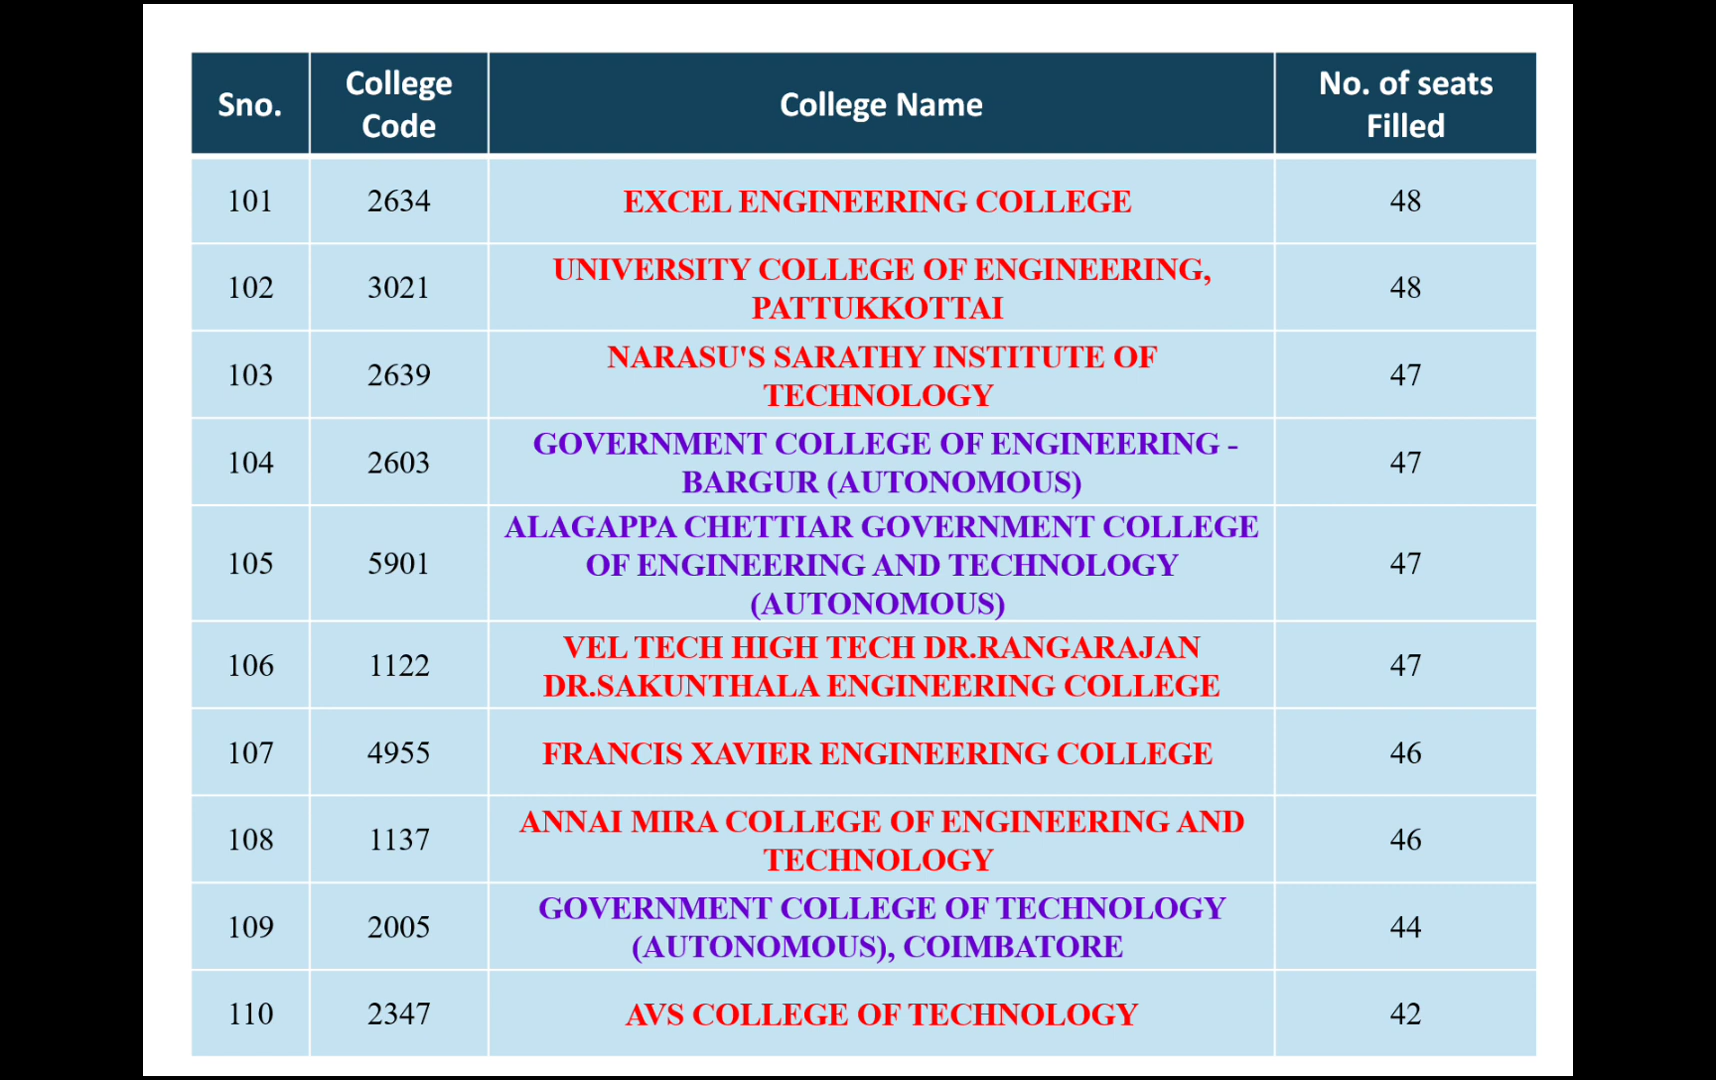 Sno.
College
Code
College Name
No. of seats
Filled
101
2634
EXCEL ENGINEERING COLLEGE
48
102
3021
UNIVERSITY COLLEGE OF ENGINEERING,
PATTUKKOTTAI
48
103
2639
NARASU'S SARATHY INSTITUTE OF
TECHNOLOGY
47
104
2603
GOVERNMENT COLLEGE OF ENGINEERING -
BARGUR (AUTONOMOUS)
47
105
5901
ALAGAPPA CHETTIAR GOVERNMENT COLLEGE
OF ENGINEERING AND TECHNOLOGY
(AUTONOMOUS)
47
106
1122
VEL TECH HIGH TECH DR.RANGARAJAN
DR.SAKUNTHALA ENGINEERING COLLEGE
47
107
4955
FRANCIS XAVIER ENGINEERING COLLEGE
46
108
1137
ANNAI MIRA COLLEGE OF ENGINEERING AND
TECHNOLOGY
46
109
2005
GOVERNMENT COLLEGE OF TECHNOLOGY
(AUTONOMOUS), COIMBATORE
44
110
2347
AVS COLLEGE OF TECHNOLOGY
42